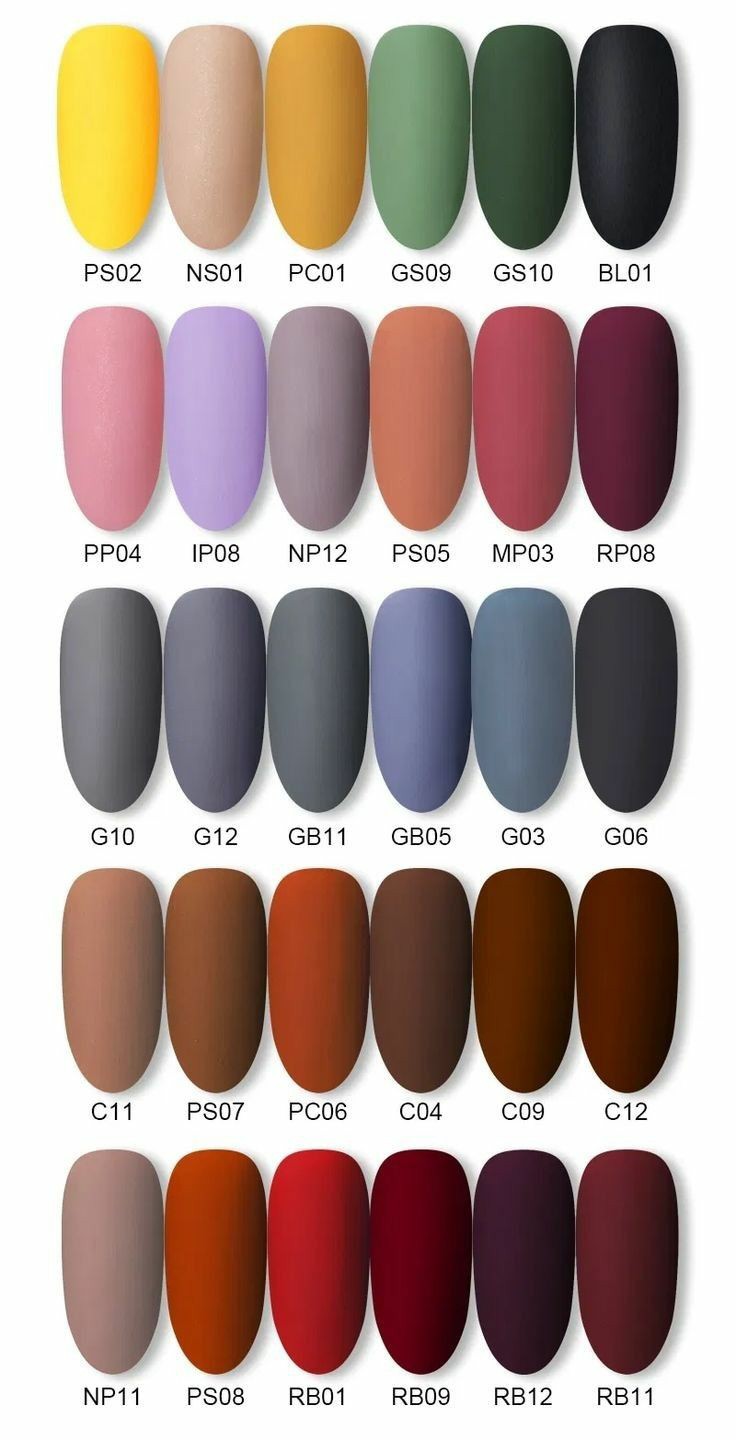 PS02 NS01 PC01 GS09 GS10 BL01
PP04 IP08 NP12 PS05 MP03 RP08
G10 G12 GB11 GB05 G03 G06
C11 PS07 PC06 C04 C09 C12
NP11 PS08 RB01 RB09 RB12 RB11